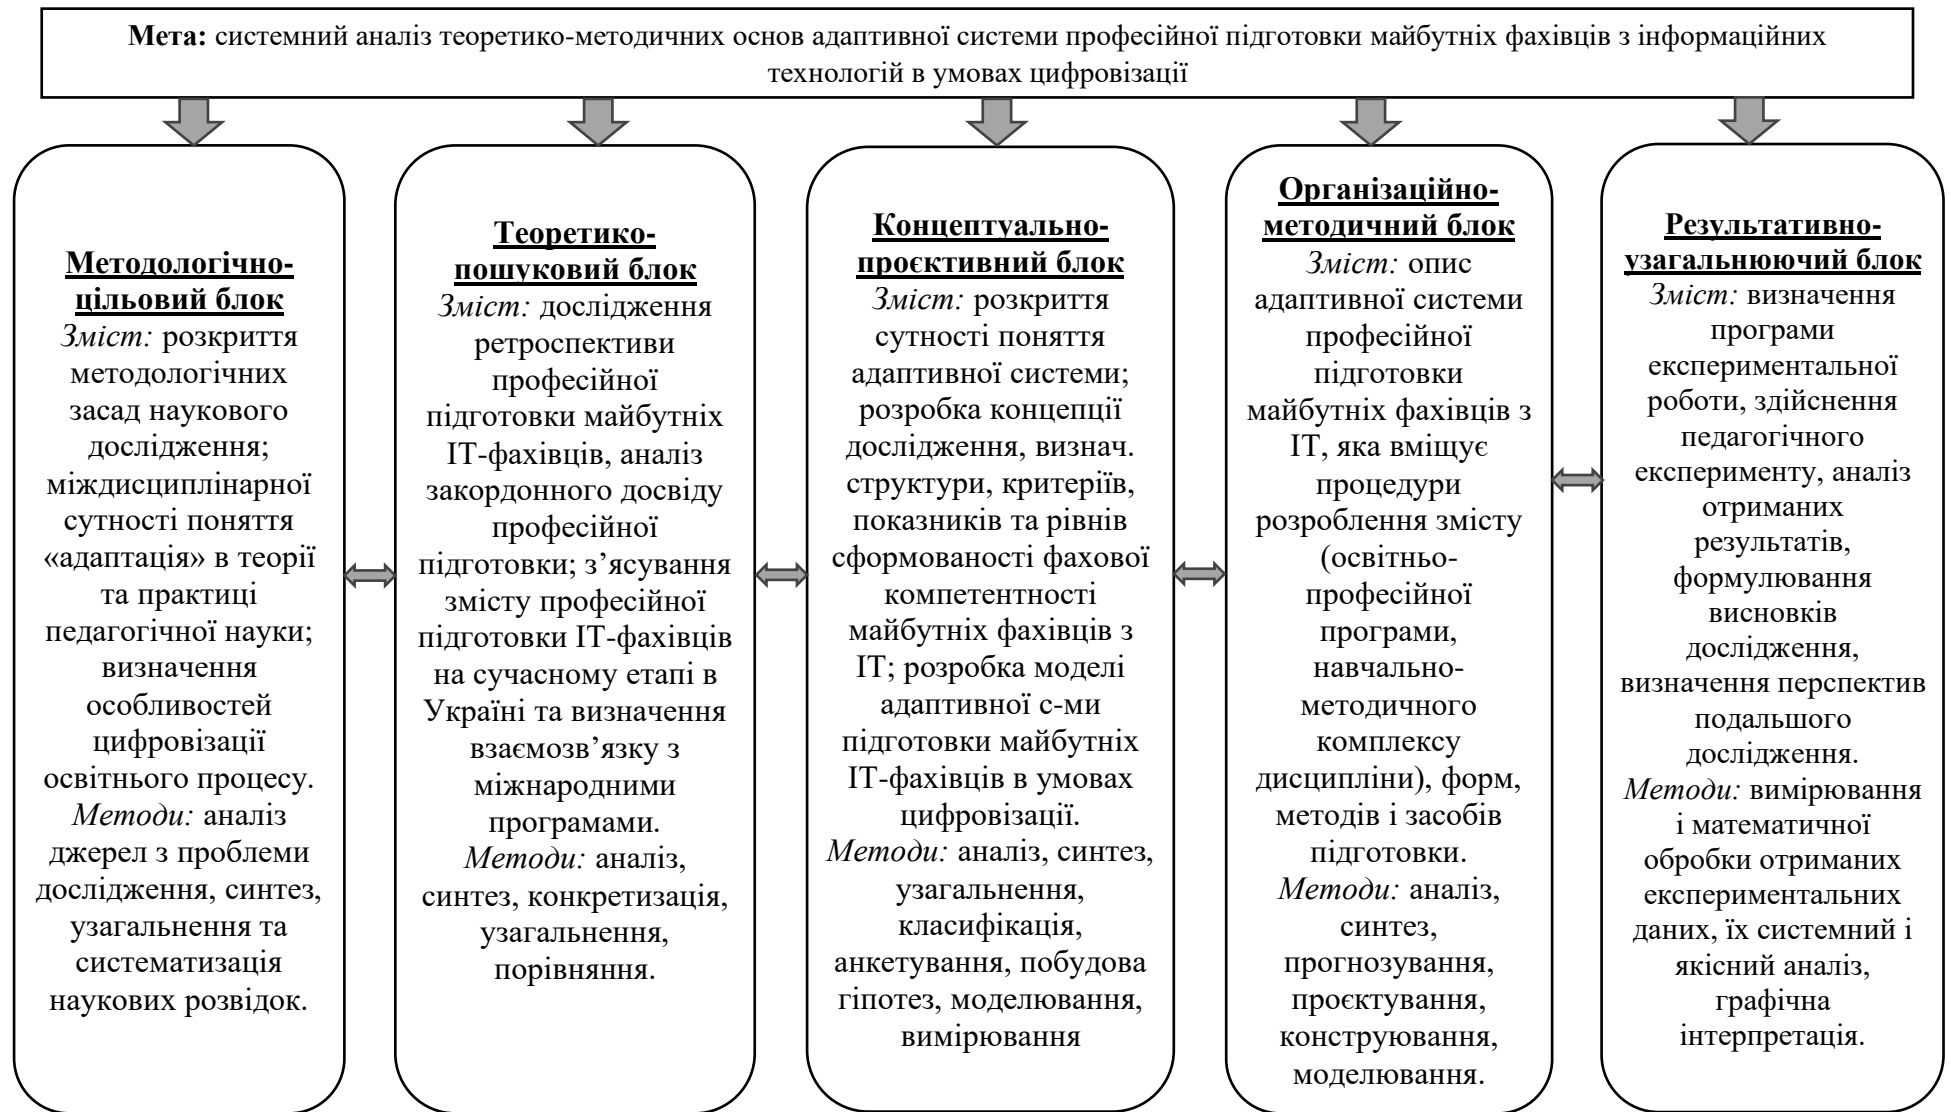 Мета: системний аналіз теоретико-методичних основ адаптивної системи професійної підготовки майбутніх фахівців з інформаційних
технологій в умовах цифровізації
Методологічно-
цільовий блок
Зміст: розкриття
методологічних
засад наукового
дослідження;
міждисциплінарної
сутності поняття
«адаптація» в теорії
та практиці
педагогічної науки;
визначення
особливостей
цифровізації
освітнього процесу.
Методи: аналіз
джерел з проблеми
дослідження, синтез,
узагальнення та
систематизація
наукових розвідок.
Теоретико-
пошуковий блок
Зміст: дослідження
ретроспективи
професійної
підготовки майбутніх
ІТ-фахівців, аналіз
закордонного досвіду
професійної
підготовки; з’ясування
змісту професійної
підготовки ІТ-фахівців
на сучасному етапі в
Україні та визначення
взаємозв’язку з
міжнародними
програмами.
Методи: аналіз,
синтез, конкретизація,
узагальнення,
порівняння.
Концептуально-
проєктивний блок
Зміст: розкриття
сутності поняття
адаптивної системи;
розробка концепції
дослідження, визнач.
структури, критеріїв,
показників та рівнів
сформованості фахової
компетентності
майбутніх фахівців з
ІТ; розробка моделі
адаптивної с-ми
підготовки майбутніх
ІТ-фахівців в умовах
цифровізації.
Методи: аналіз, синтез,
узагальнення,
класифікація,
анкетування, побудова
гіпотез, моделювання,
вимірювання
Організаційно-
методичний блок
Зміст: опис
адаптивної системи
професійної
підготовки
майбутніх фахівців з
ІТ, яка вміщує
процедури
розроблення змісту
(освітньо-
професійної
програми,
навчально-
методичного
комплексу
дисципліни), форм,
методів і засобів
підготовки.
Методи: аналіз,
синтез,
прогнозування,
проєктування,
конструювання,
моделювання.
Результативно-
узагальнюючий блок
Зміст: визначення
програми
експериментальної
роботи, здійснення
педагогічного
експерименту, аналіз
отриманих
результатів,
формулювання
висновків
дослідження,
визначення перспектив
подальшого
дослідження.
Методи: вимірювання
і математичної
обробки отриманих
експериментальних
даних, їх системний і
якісний аналіз,
графічна
інтерпретація.